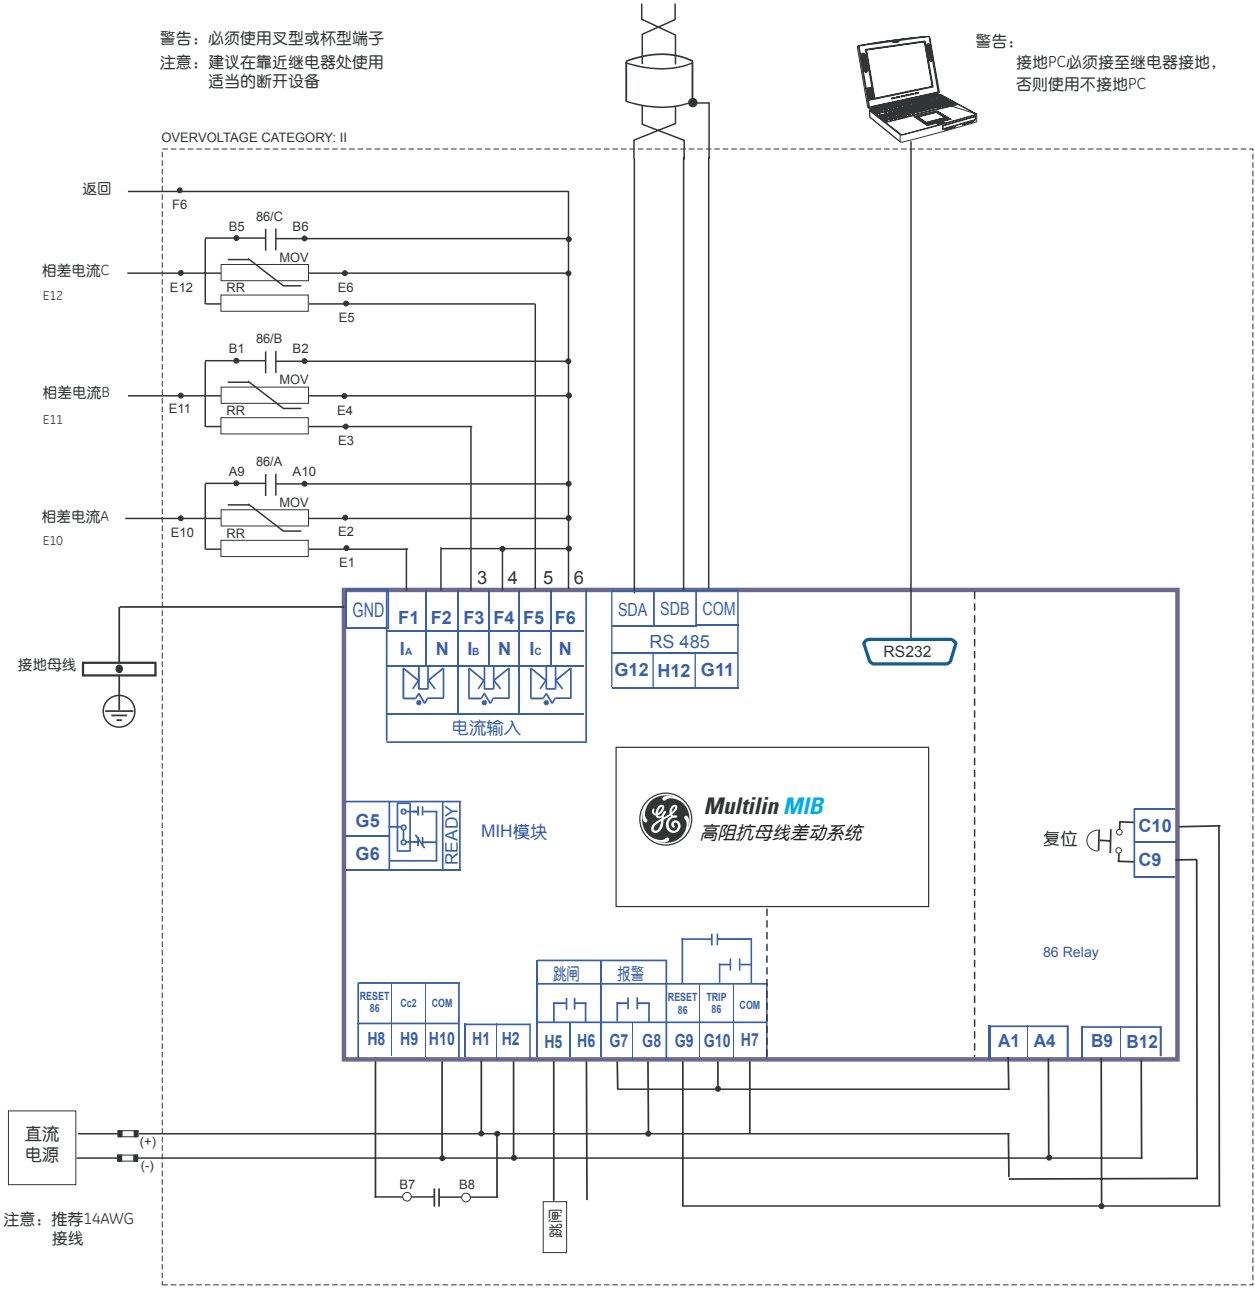 警告：必须使用叉型或杯型端子
注意：建议在靠近继电器处使用
适当的断开设备
警告：
接地PC必须接至继电器接地，
否则使用不接地PC
OVERVOLTAGE CATEGORY: II
返回
F6
86/C
B5
B6
MOV
相差电流C
E12
E12
RR
E6
E5
86/B
B1
B2
MOV
相差电流B
E11
E11
RR
E4
E3
86/A
A9
A10
MOV
相差电流A
E10
E10
RR
E2
E1
3 4 5 6
GND F1 F2 F3 F4 F5 F6
IA N IB N IC N
电流输入
SDA SDB COM
RS 485
G12 H12 G11
RS232
接地母线
Multilin MIB
高阻抗母线差动系统
G5
G6
READY
MIH模块
复位
C10
C9
86 Relay
跳闸 报警
RESET 86 Cc2 COM
H8 H9 H10 H1 H2 H5 H6 G7 G8 G9 G10 H7
RESET 86 TRIP 86 COM
A1 A4 B9 B12
直流
电源
(+)
(-)
B7 B8
跳闸
注意：推荐14AWG
接线